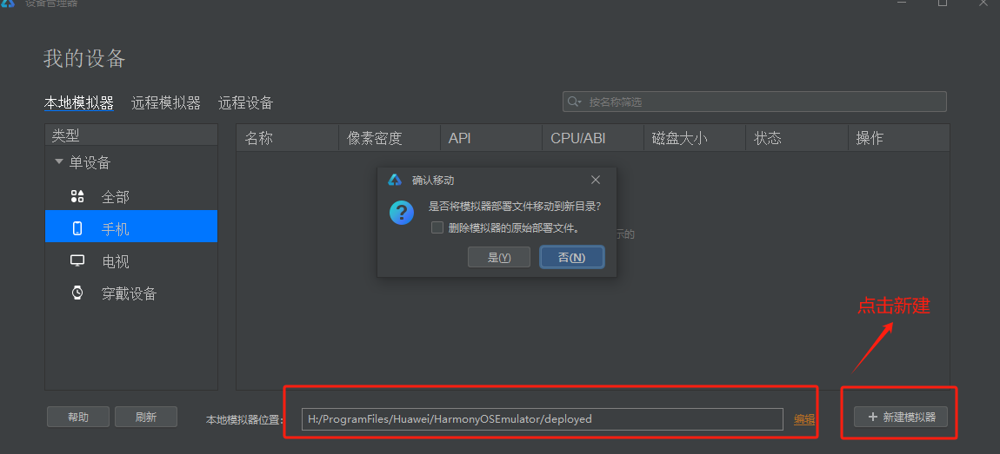 设备管理器
我的设备
本地模拟器 远程模拟器 远程设备
按名称筛选
类型
名称 像素密度 API CPU/ABI 磁盘大小 状态 操作
单设备
全部
手机
电视
穿戴设备
确认移动
是否将模拟器部署文件移动到新目录?
删除模拟器的原始部署文件。
示的
是(Y) 否(N)
点击新建
帮助 刷新 本地模拟器位置: H:/ProgramFiles/Huawei/HarmonyOSEmulator/deployed 编辑 + 新建模拟器